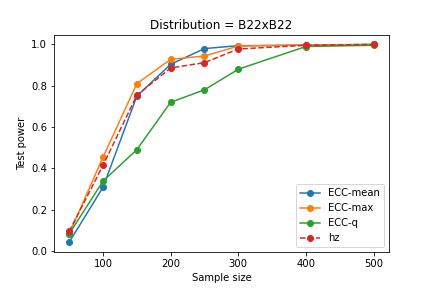 Distribution = B22xB22
Test power
1.0
0.8
0.6
0.4
0.2
0.0
100
200
300
400
500
Sample size
ECC-mean
ECC-max
ECC-q
hz